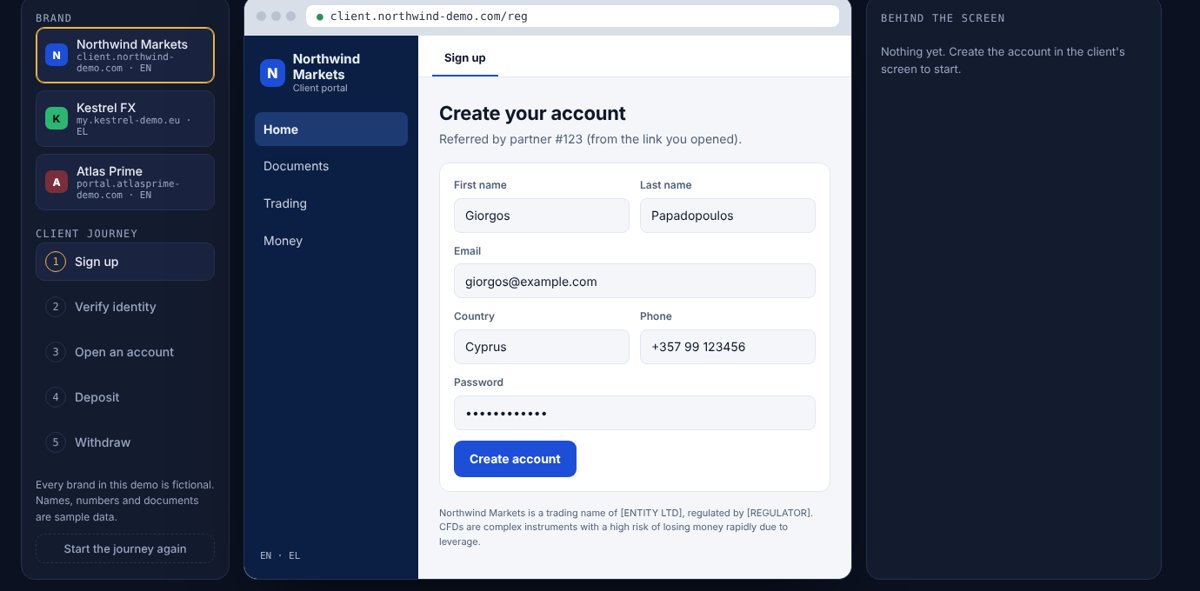 BRAND
N
Northwind Markets
client.northwind-
demo.com · EN
K
Kestrel FX
my.kestrel-demo.eu ·
EL
A
Atlas Prime
portal.atlasprime-
demo.com · EN
CLIENT JOURNEY
1 Sign up
2 Verify identity
3 Open an account
4 Deposit
5 Withdraw
Every brand in this demo is fictional.
Names, numbers and documents
are sample data.
Start the journey again
client.northwind-demo.com/reg
N
Northwind
Markets
Client portal
Home
Documents
Trading
Money
EN · EL
Sign up
Create your account
Referred by partner #123 (from the link you opened).
First name Last name
Giorgos Papadopoulos
Email
giorgos@example.com
Country Phone
Cyprus +357 99 123456
Password
••••••••••••
Create account
Northwind Markets is a trading name of [ENTITY LTD], regulated by [REGULATOR].
CFDs are complex instruments with a high risk of losing money rapidly due to
leverage.
BEHIND THE SCREEN
Nothing yet. Create the account in the client's
screen to start.